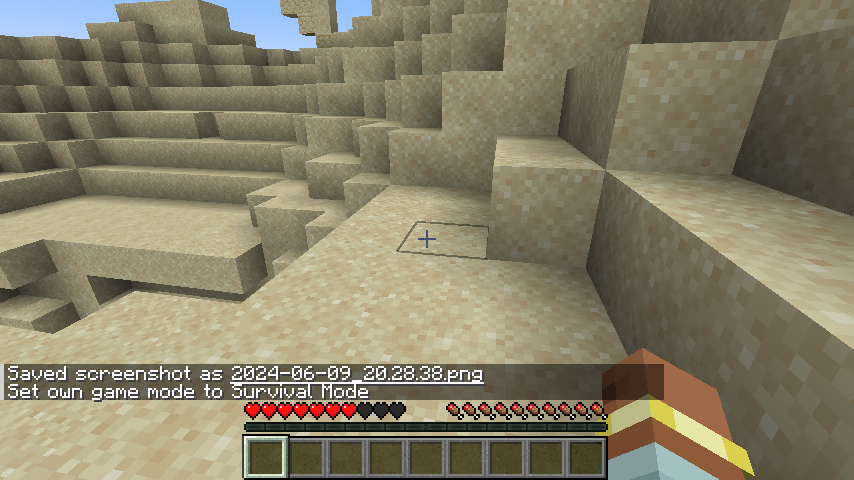 Saved screenshot as 2024-06-09_20.28.38.png
Set own game mode to Survival Mode